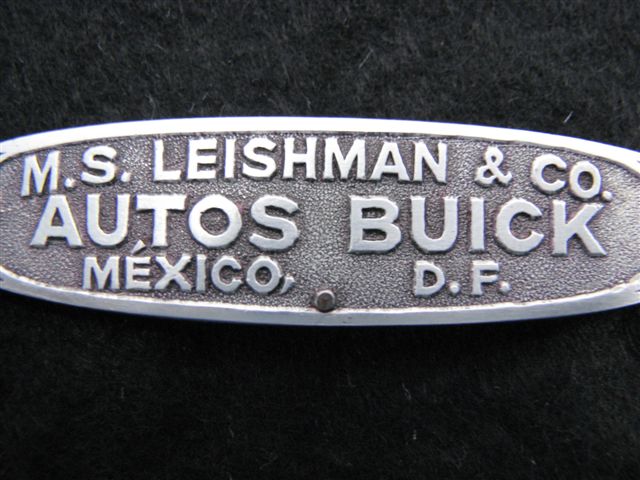 M.S. LEISHMAN & CO.
AUTOS BUICK
MÉXICO, D.F.